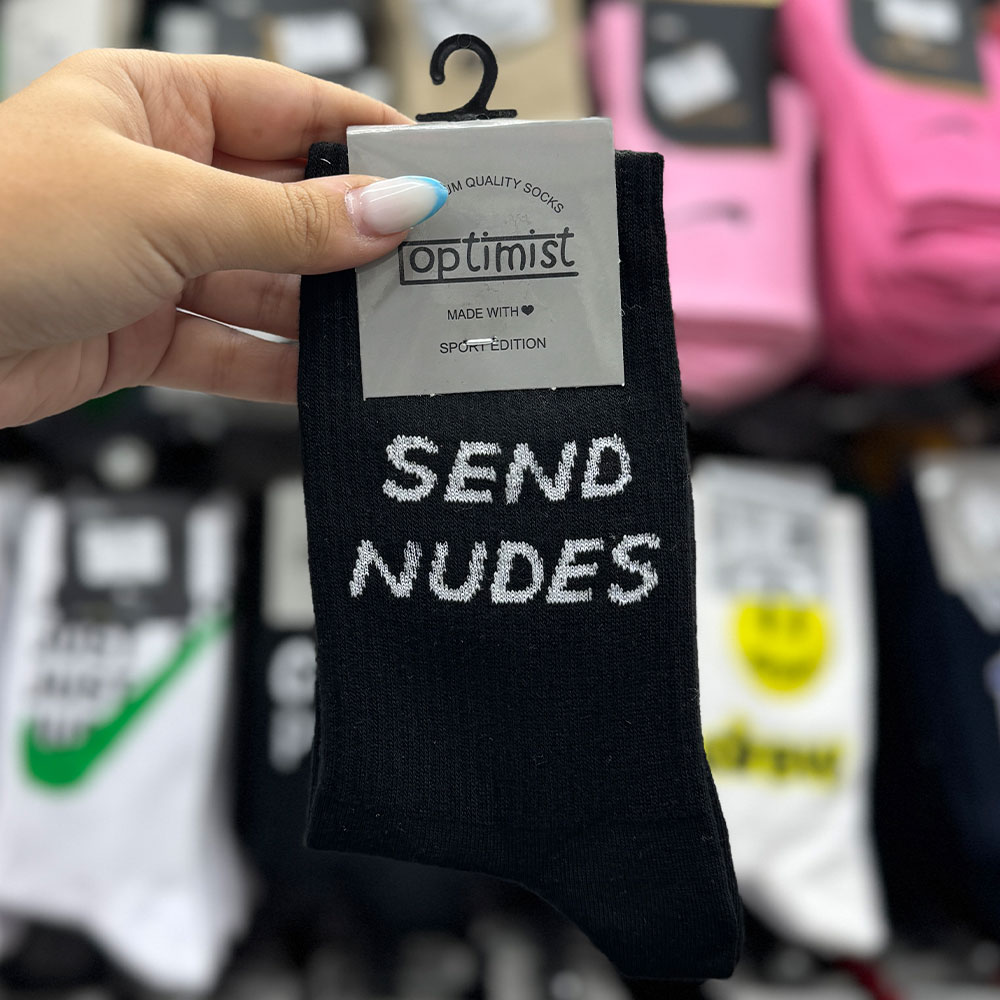 QUALITY SOCKS
optimist
MADE WITH
SPORT EDITION
SEND
NUDES